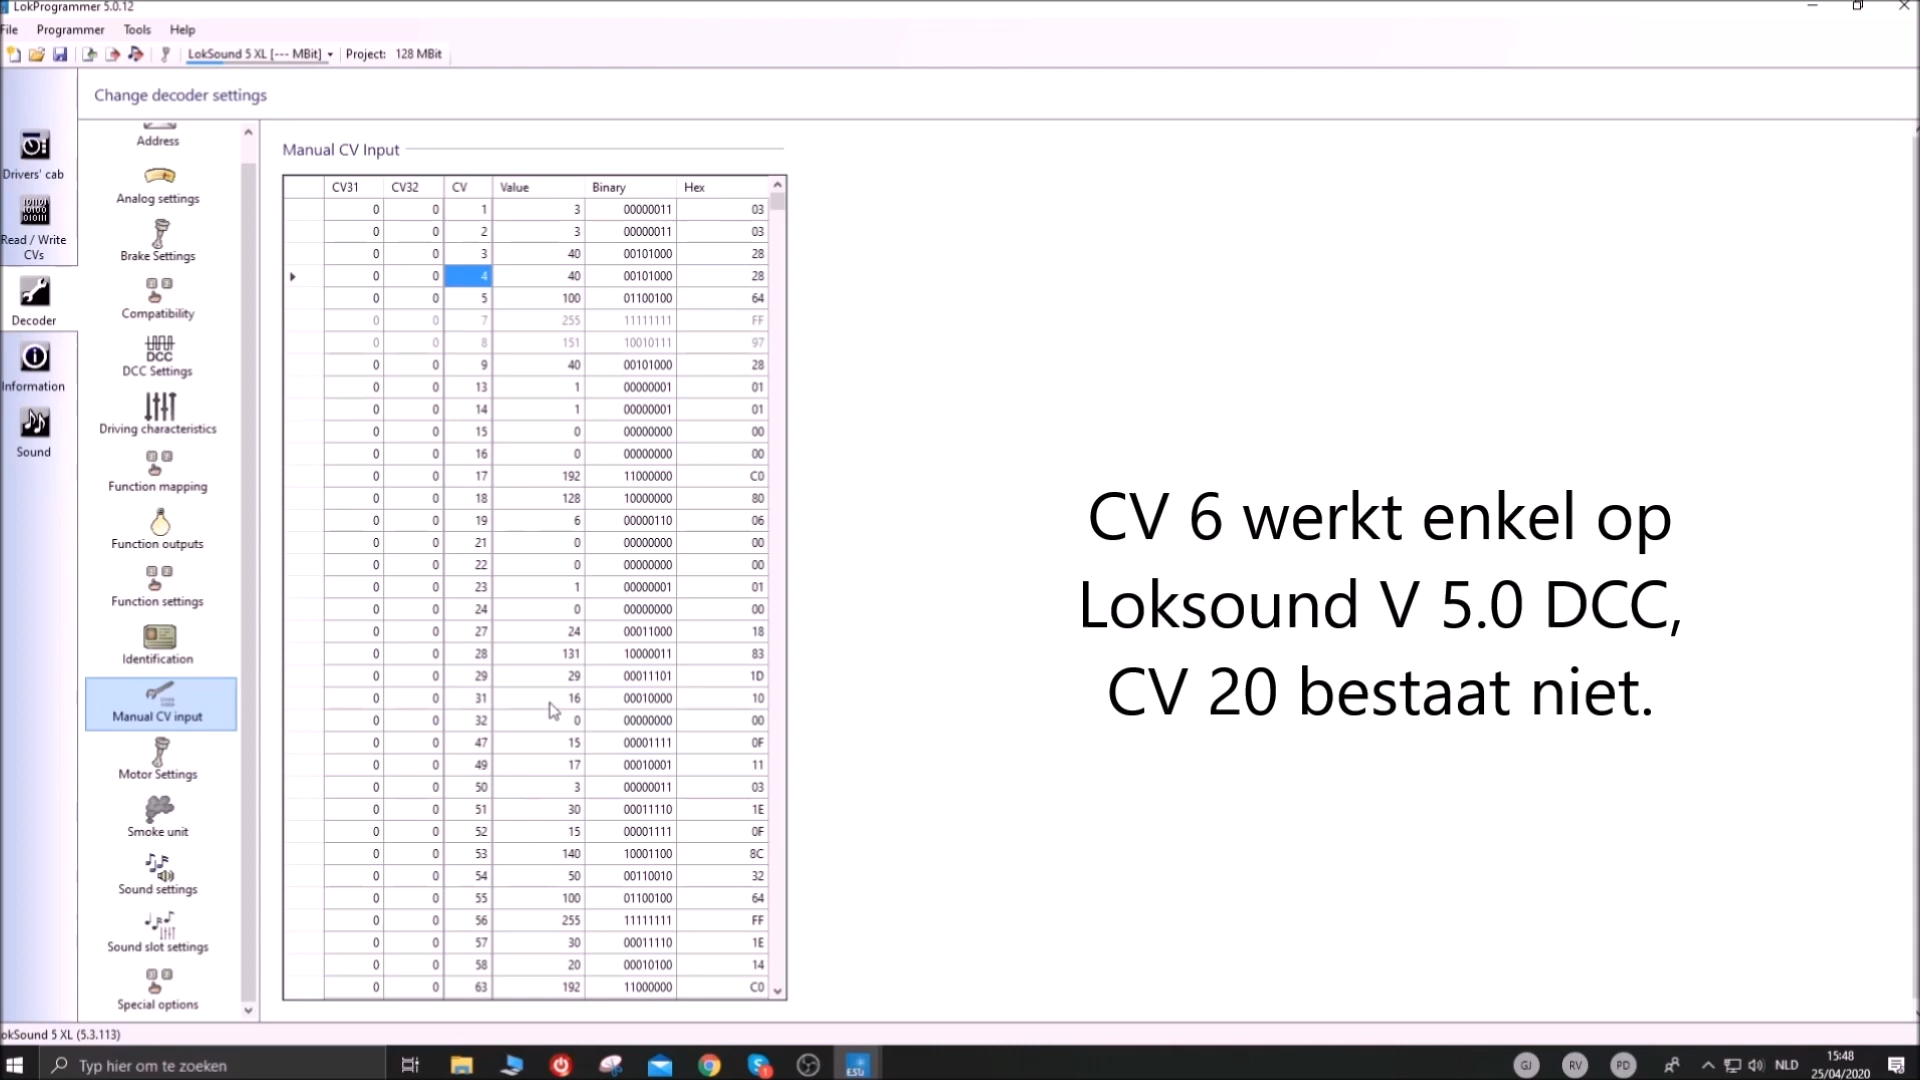 LokProgrammer 5.0.12
File Programmer Tools Help
LokSound 5 XL [--- MBit] Project: 128 MBit
Change decoder settings
Drivers' cab
Read / Write
CVs
Decoder
Information
Sound
Address
Analog settings
Brake Settings
Compatibility
DCC
DCC Settings
Driving characteristics
Function mapping
Function outputs
Function settings
Identification
Manual CV input
Motor Settings
Smoke unit
Sound settings
Sound slot settings
Special options
Manual CV Input
CV31 CV32 CV Value Binary Hex
0 0 1 3 00000011 03
0 0 2 3 00000011 03
0 0 3 40 00101000 28
0 0 4 40 00101000 28
0 0 5 100 01100100 64
0 0 7 255 11111111 FF
0 0 8 151 10010111 97
0 0 9 40 00101000 28
0 0 13 1 00000001 01
0 0 14 1 00000001 01
0 0 15 0 00000000 00
0 0 16 0 00000000 00
0 0 17 192 11000000 C0
0 0 18 128 10000000 80
0 0 19 6 00000110 06
0 0 21 0 00000000 00
0 0 22 0 00000000 00
0 0 23 1 00000001 01
0 0 24 0 00000000 00
0 0 27 24 00011000 18
0 0 28 131 10000011 83
0 0 29 29 00011101 1D
0 0 31 16 00010000 10
0 0 32 0 00000000 00
0 0 47 15 00001111 0F
0 0 49 17 00010001 11
0 0 50 3 00000011 03
0 0 51 30 00011110 1E
0 0 52 15 00001111 0F
0 0 53 140 10001100 8C
0 0 54 50 00110010 32
0 0 55 100 01100100 64
0 0 56 255 11111111 FF
0 0 57 30 00011110 1E
0 0 58 20 00010100 14
0 0 63 192 11000000 C0
CV 6 werkt enkel op
Loksound V 5.0 DCC,
CV 20 bestaat niet.
okSound 5 XL (5.3.113)
Typ hier om te zoeken
ESU
GJ RV PD NLD
15:48
25/04/2020